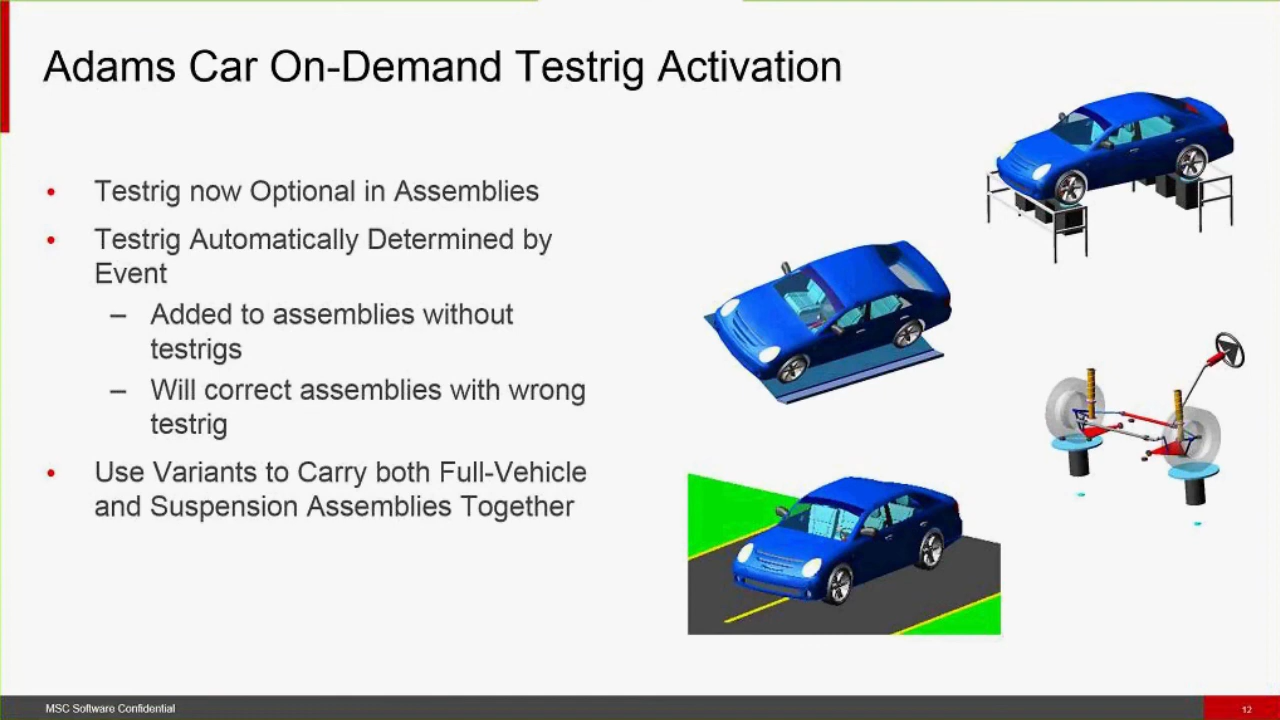 Adams Car On-Demand Testrig Activation
• Testrig now Optional in Assemblies
• Testrig Automatically Determined by
Event
– Added to assemblies without
testrigs
– Will correct assemblies with wrong
testrig
• Use Variants to Carry both Full-Vehicle
and Suspension Assemblies Together
MSC Software Confidential
12